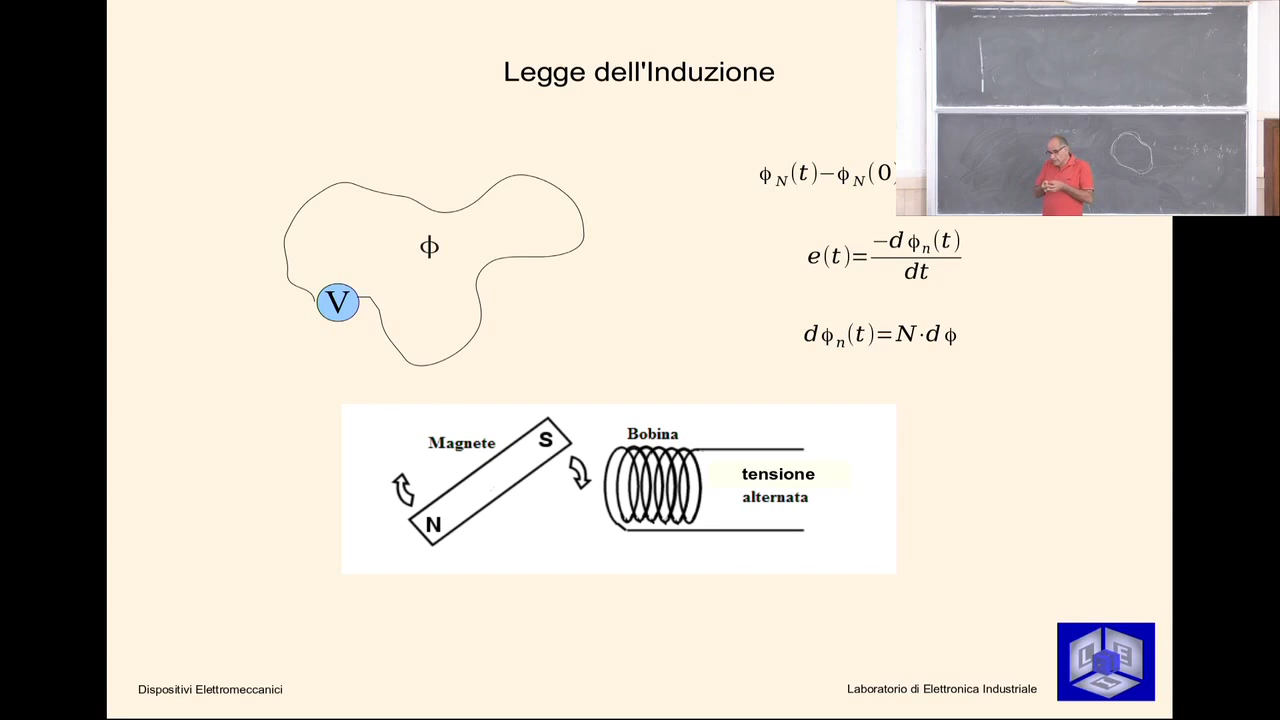 Legge dell'Induzione
ϕ_N(t)−ϕ_N(0)
ϕ
e(t)=−dϕ_n(t)/dt
V
dϕ_n(t)=N·dϕ
Magnete
S
Bobina
tensione
alternata
N
L E I
Dispositivi Elettromeccanici
Laboratorio di Elettronica Industriale